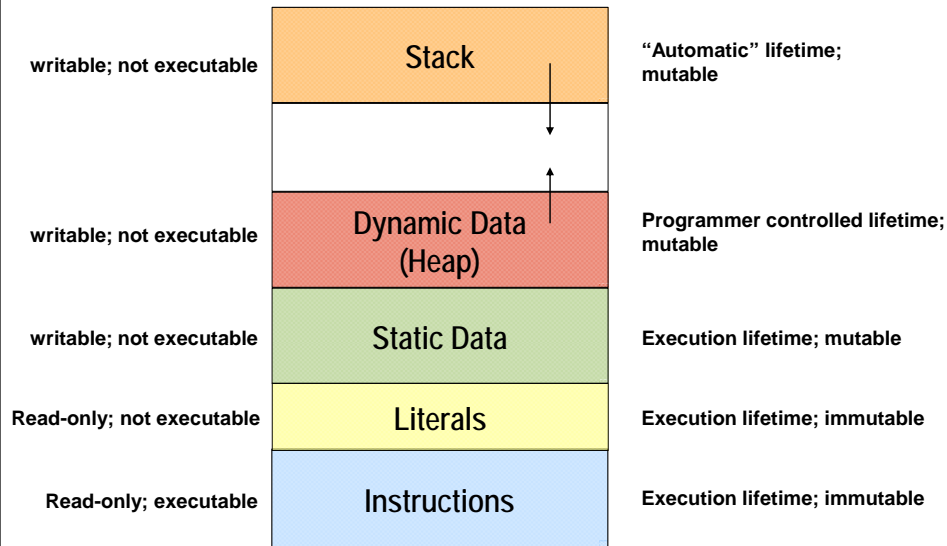 writable; not executable
Stack
“Automatic” lifetime;
mutable
writable; not executable
Dynamic Data
(Heap)
Programmer controlled lifetime;
mutable
writable; not executable
Static Data
Execution lifetime; mutable
Read-only; not executable
Literals
Execution lifetime; immutable
Read-only; executable
Instructions
Execution lifetime; immutable